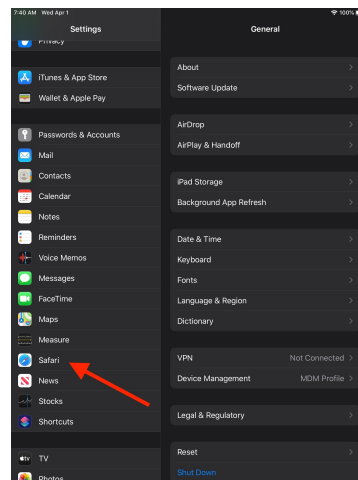 7:40 AM Wed Apr 1
100%
Settings
Privacy
iTunes & App Store
Wallet & Apple Pay
Passwords & Accounts
Mail
Contacts
Calendar
Notes
Reminders
Voice Memos
Messages
FaceTime
Maps
Measure
Safari
News
Stocks
Shortcuts
tv
TV
Photos
General
About
Software Update
AirDrop
AirPlay & Handoff
iPad Storage
Background App Refresh
Date & Time
Keyboard
Fonts
Language & Region
Dictionary
VPN Not Connected
Device Management MDM Profile
Legal & Regulatory
Reset
Shut Down